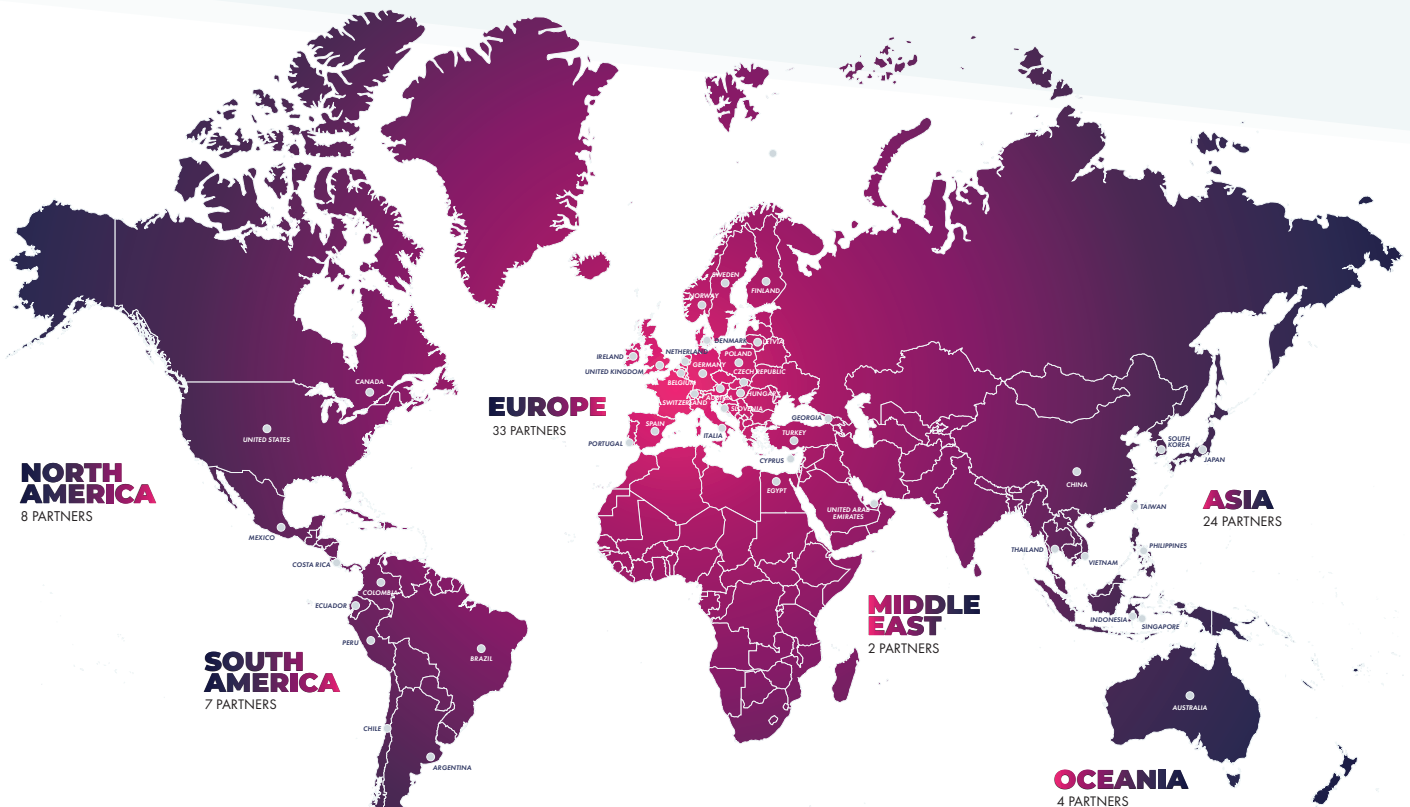 SWEDEN
NORWAY
FINLAND
DENMARK
LATVIA
IRELAND
NETHERLAND
POLAND
UNITED KINGDOM
GERMANY
CZECH REPUBLIC
BELGIUM
CANADA
AUSTRIA
HUNGARY
SWITZERLAND
SLOVENIA
EUROPE
33 PARTNERS
GEORGIA
SPAIN
PORTUGAL
ITALIA
TURKEY
UNITED STATES
SOUTH
KOREA
JAPAN
CYPRUS
NORTH
AMERICA
8 PARTNERS
EGYPT
CHINA
ASIA
24 PARTNERS
UNITED ARAB
EMIRATES
TAIWAN
MEXICO
THAILAND
PHILIPPINES
VIETNAM
COSTA RICA
COLOMBIA
ECUADOR
MIDDLE
EAST
2 PARTNERS
INDONESIA
SINGAPORE
PERU
BRAZIL
SOUTH
AMERICA
7 PARTNERS
AUSTRALIA
CHILE
ARGENTINA
OCEANIA
4 PARTNERS